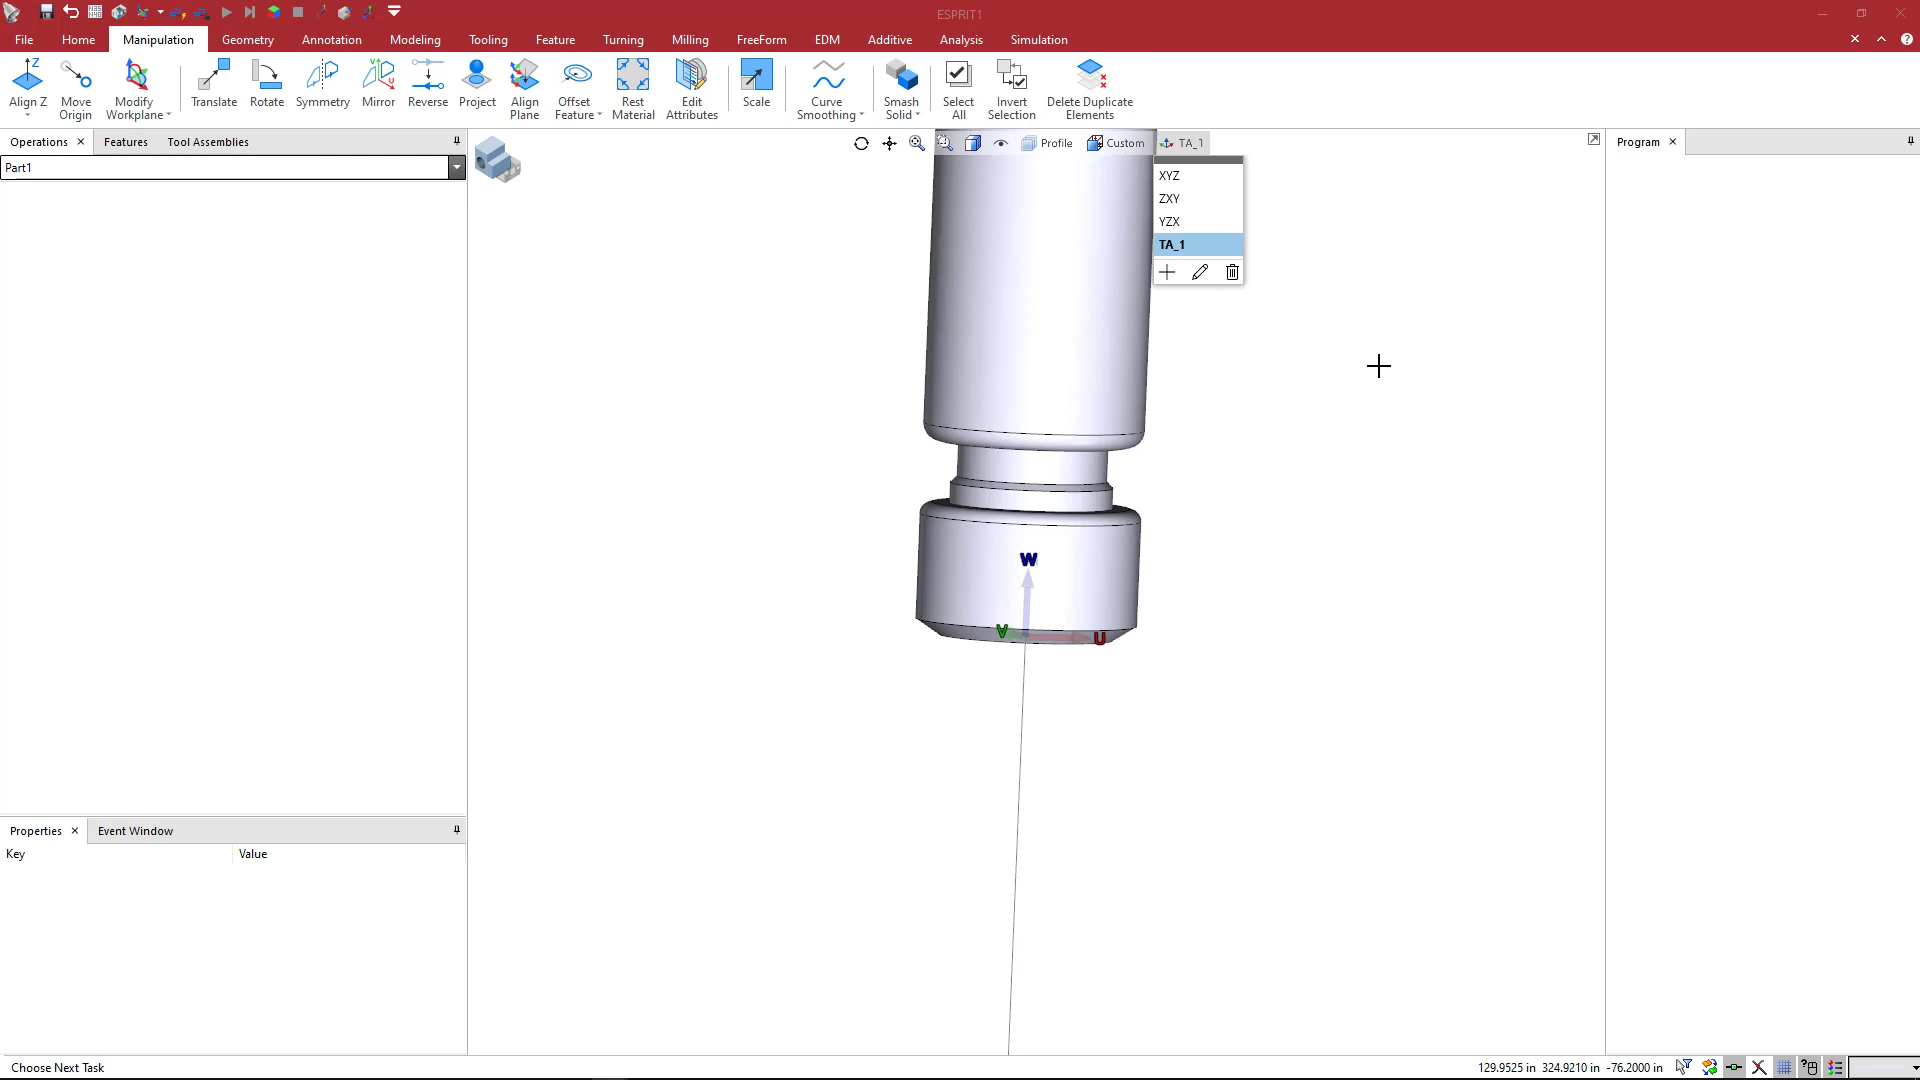 ESPRIT1
File Home Manipulation Geometry Annotation Modeling Tooling Feature Turning Milling FreeForm EDM Additive Analysis Simulation
Align Z
Move Origin
Modify Workplane
Translate
Rotate
Symmetry
Mirror
Reverse
Project
Align Plane
Offset Feature
Rest Material
Edit Attributes
Scale
Curve Smoothing
Smash Solid
Select All
Invert Selection
Delete Duplicate Elements
Operations Features Tool Assemblies
Part1
Profile Custom TA_1
XYZ
ZXY
YZX
TA_1
Program
W
V U
Properties Event Window
Key Value
Choose Next Task
129.9525 in 324.9210 in -76.2000 in